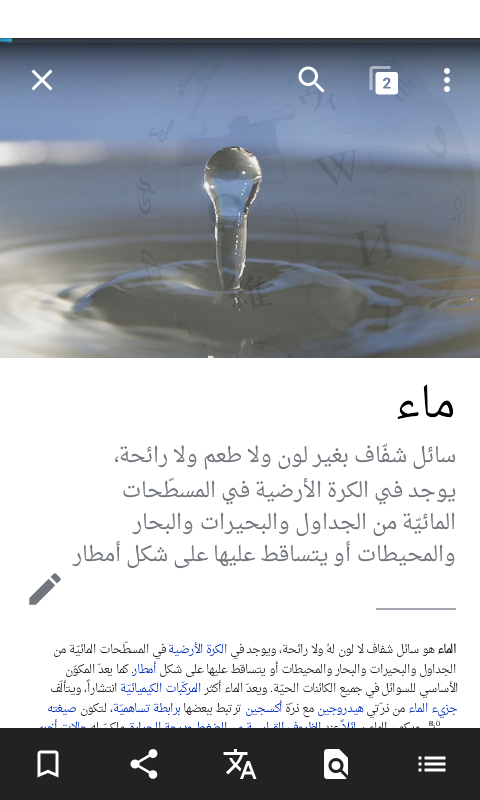 2
ماء
سائل شفّاف بغير لون ولا طعم ولا رائحة،
يوجد في الكرة الأرضية في المسطّحات
المائيّة من الجداول والبحيرات والبحار
والمحيطات أو يتساقط عليها على شكل أمطار
الماء هو سائل شفاف لا لون لهُ ولا رائحة، ويوجد في الكرة الأرضية في المسطّحات المائيّة من
الجداول والبحيرات والبحار والمحيطات أو يتساقط عليها على شكل أمطار. كما يعدّ المكوّن
الأساسي للسوائل في جميع الكائنات الحيّة. ويعدّ الماء أكثر المركّبات الكيميائيّة انتشاراً، ويتألّف
جزيء الماء من ذرّتي هيدروجين مع ذرّة أكسجين ترتبط ببعضها برابطة تساهميّة، لتكون صيغته